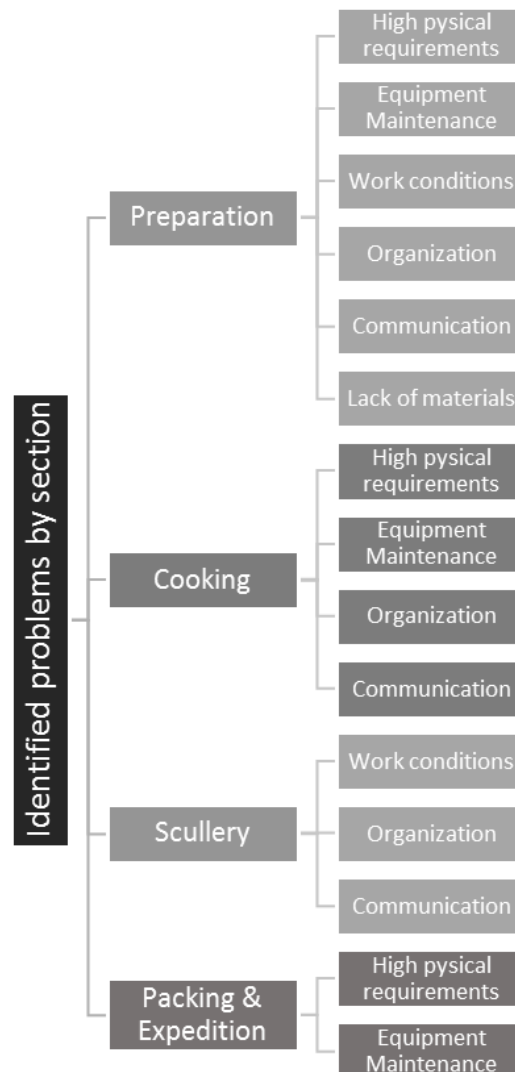 Identified problems by section
Preparation
High pysical
requirements
Equipment
Maintenance
Work conditions
Organization
Communication
Lack of materials
Cooking
High pysical
requirements
Equipment
Maintenance
Organization
Communication
Scullery
Work conditions
Organization
Communication
Packing &
Expedition
High pysical
requirements
Equipment
Maintenance